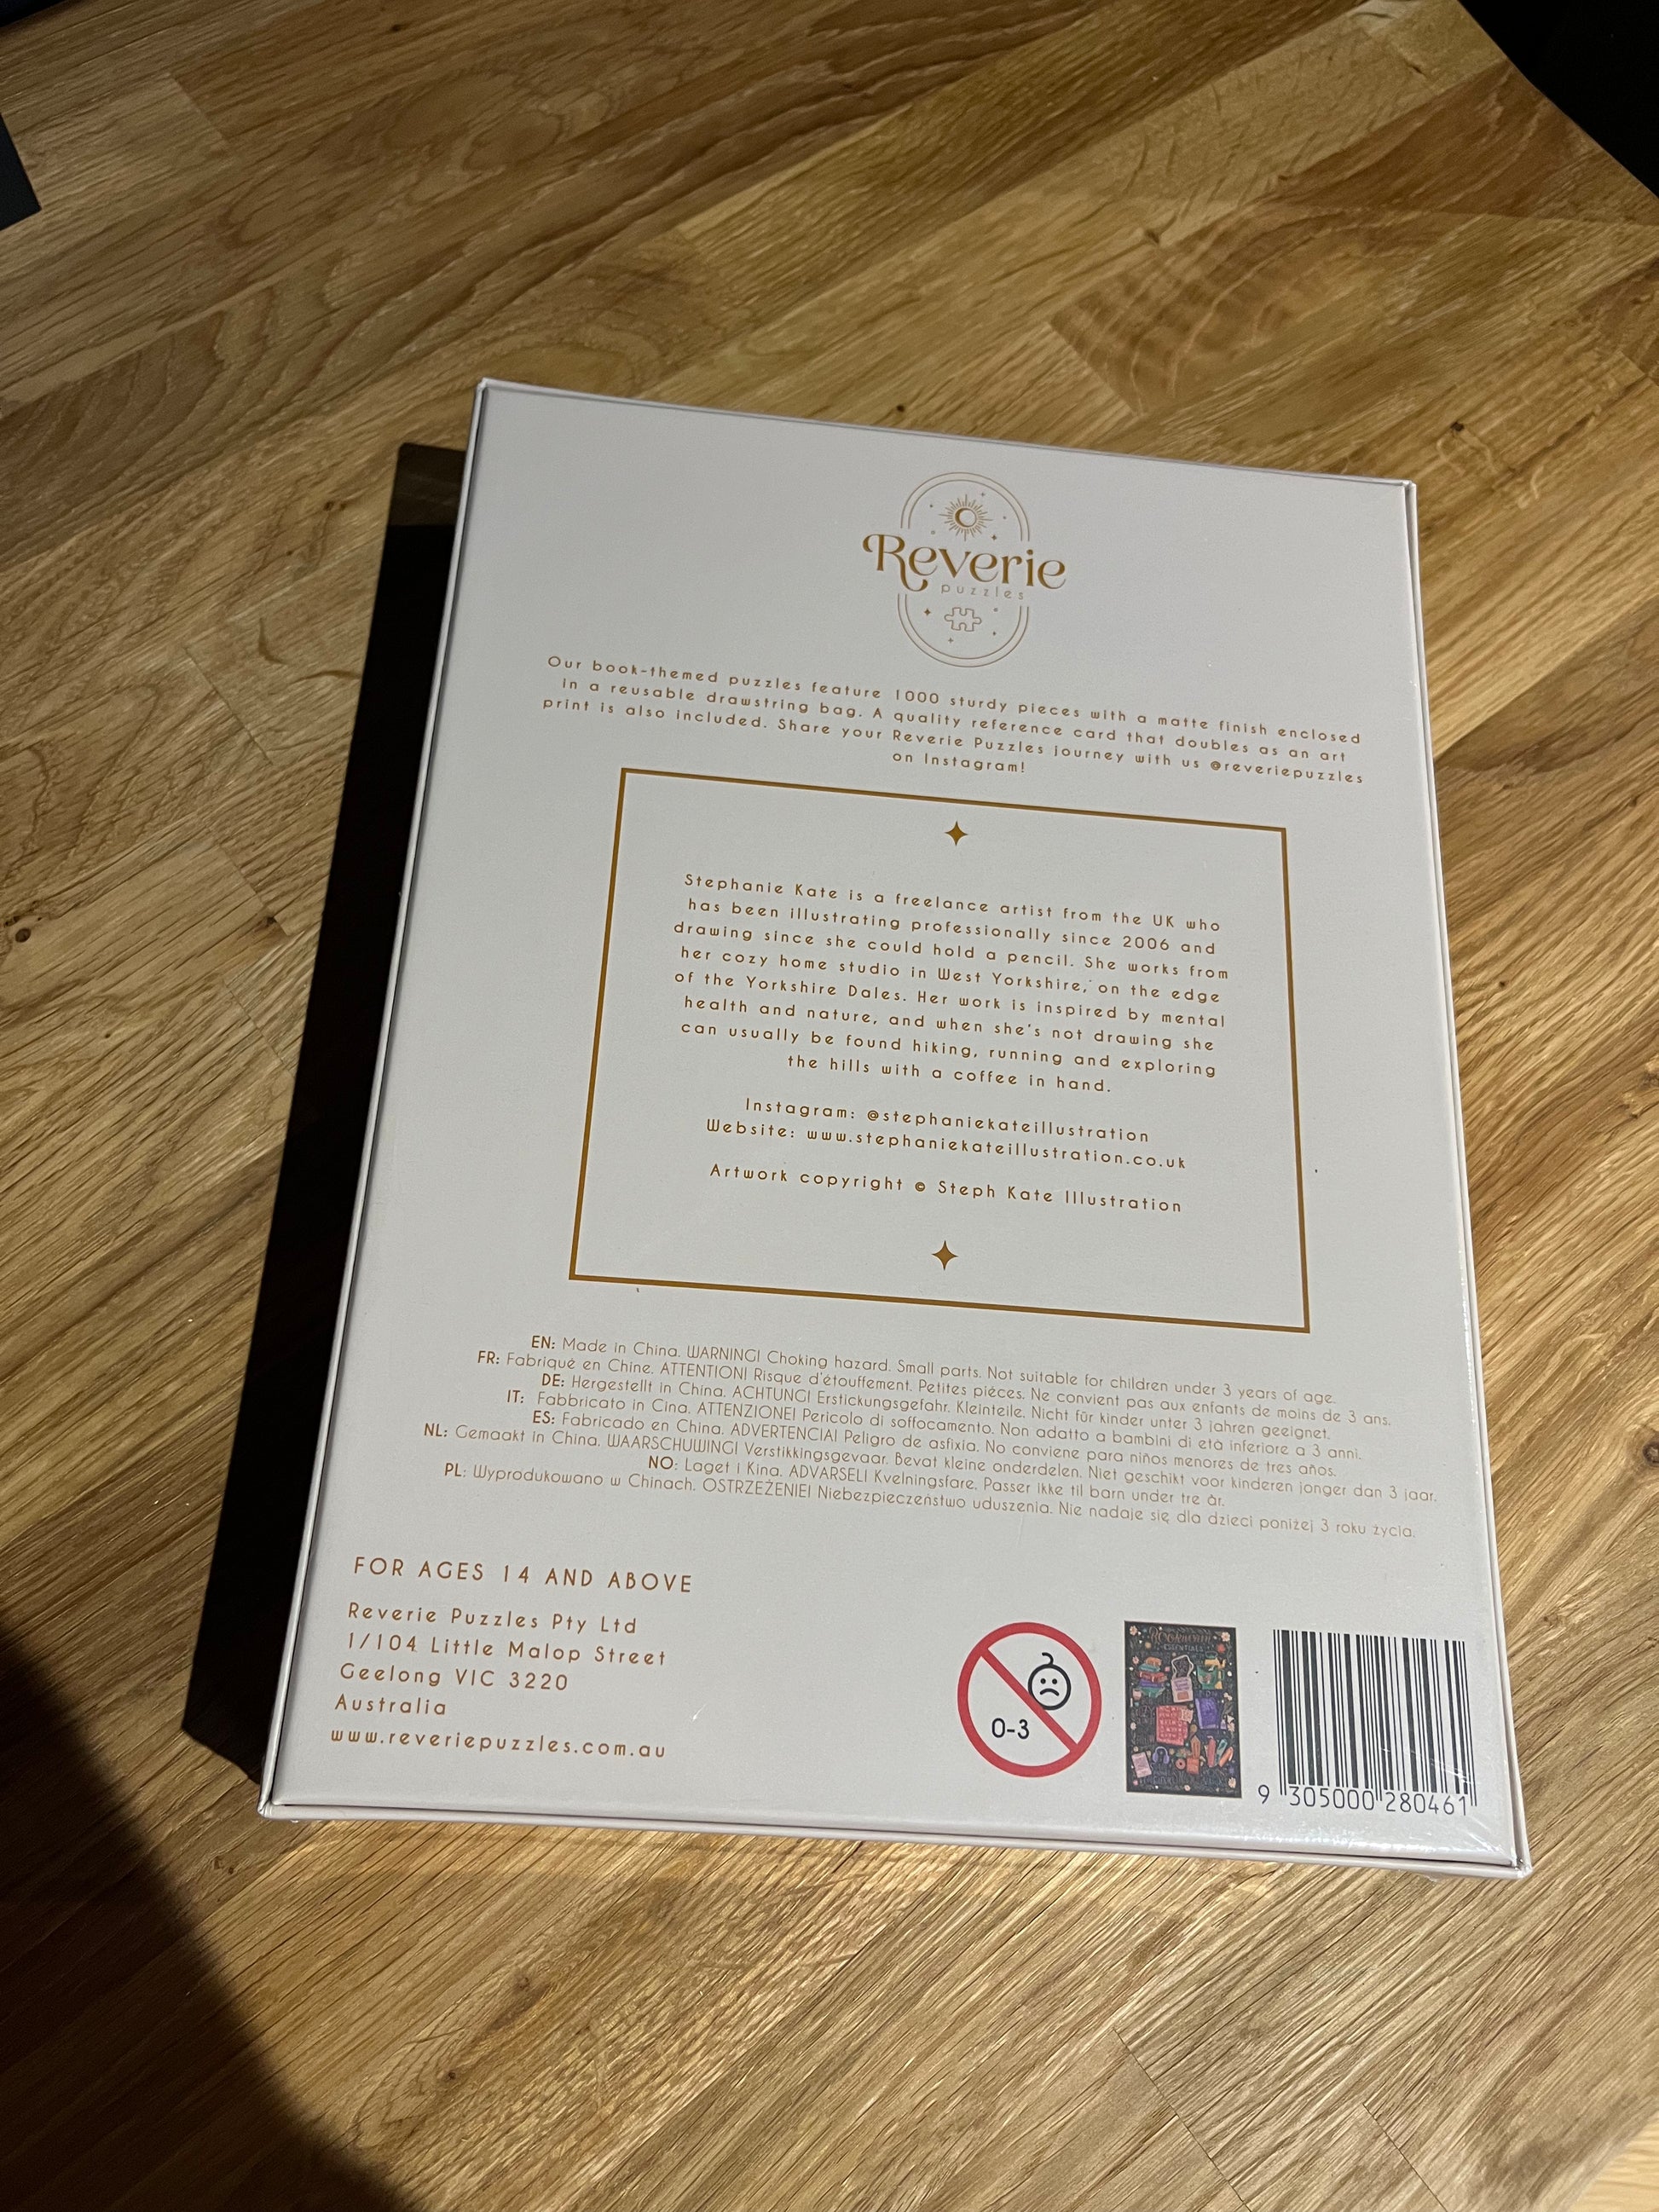 Reverie
puzzles
Our book-themed puzzles feature 1000 sturdy pieces with a matte finish enclosed
in a reusable drawstring bag. A quality reference card that doubles as an art
print is also included. Share your Reverie Puzzles journey with us @reveriepuzzles
on Instagram!
Stephanie Kate is a freelance artist from the UK who
has been illustrating professionally since 2006 and
drawing since she could hold a pencil. She works from
her cozy home studio in West Yorkshire, on the edge
of the Yorkshire Dales. Her work is inspired by mental
health and nature, and when she's not drawing she
can usually be found hiking, running and exploring
the hills with a coffee in hand.
Instagram: @stephaniekateillustration
Website: www.stephaniekateillustration.co.uk
Artwork copyright © Steph Kate Illustration
EN: Made in China. WARNING! Choking hazard. Small parts. Not suitable for children under 3 years of age.
FR: Fabriqué en Chine. ATTENTION! Risque d'étouffement. Petites pièces. Ne convient pas aux enfants de moins de 3 ans.
DE: Hergestellt in China. ACHTUNG! Erstickungsgefahr. Kleinteile. Nicht für kinder unter 3 jahren geeignet.
IT: Fabbricato in Cina. ATTENZIONE! Pericolo di soffocamento. Non adatto a bambini di età inferiore a 3 anni.
ES: Fabricado en China. ADVERTENCIA! Peligro de asfixia. No conviene para niños menores de tres años.
NL: Gemaakt in China. WAARSCHUWING! Verstikkingsgevaar. Bevat kleine onderdelen. Niet geschikt voor kinderen jonger dan 3 jaar.
NO: Laget i Kina. ADVARSEL! Kvelningsfare. Passer ikke til barn under tre år.
PL: Wyprodukowano w Chinach. OSTRZEŻENIE! Niebezpieczeństwo uduszenia. Nie nadaje się dla dzieci poniżej 3 roku życia.
FOR AGES 14 AND ABOVE
Reverie Puzzles Pty Ltd
1/104 Little Malop Street
Geelong VIC 3220
Australia
www.reveriepuzzles.com.au
0-3
Bookworm
ESSENTIALS
9 305000 280461